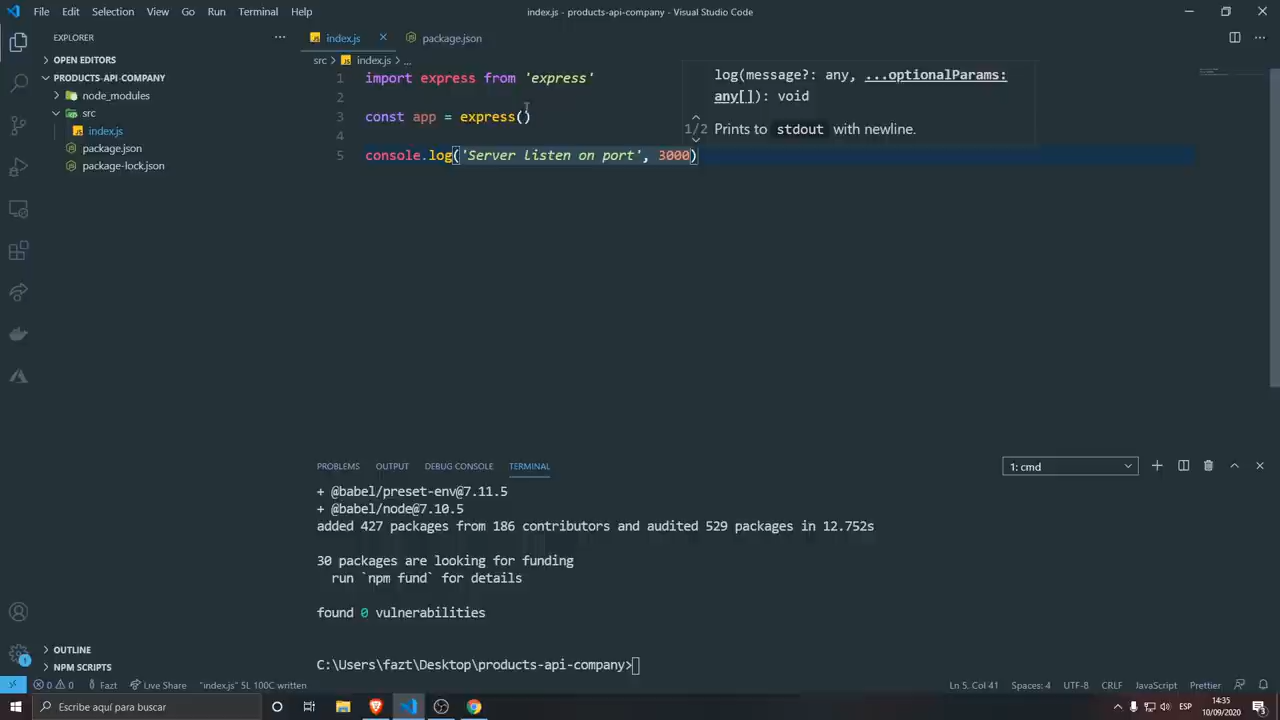 File Edit Selection View Go Run Terminal Help
index.js - products-api-company - Visual Studio Code
EXPLORER
index.js
package.json
OPEN EDITORS
PRODUCTS-API-COMPANY
node_modules
src
index.js
package.json
package-lock.json
src > index.js > ...
1 import express from 'express'
2
3 const app = express()
4
5 console.log('Server listen on port', 3000)
log(message?: any, ...optionalParams:
any[]): void
1/2 Prints to stdout with newline.
PROBLEMS OUTPUT DEBUG CONSOLE TERMINAL
1: cmd
+ @babel/preset-env@7.11.5
+ @babel/node@7.10.5
added 427 packages from 186 contributors and audited 529 packages in 12.752s
30 packages are looking for funding
run `npm fund` for details
found 0 vulnerabilities
C:\Users\fazt\Desktop\products-api-company>
OUTLINE
NPM SCRIPTS
1
0 0 Fazt Live Share "index.js" 5L 100C written
Ln 5, Col 41 Spaces: 4 UTF-8 CRLF JavaScript Prettier
Escribe aquí para buscar
ESP
14:35
10/09/2020
3